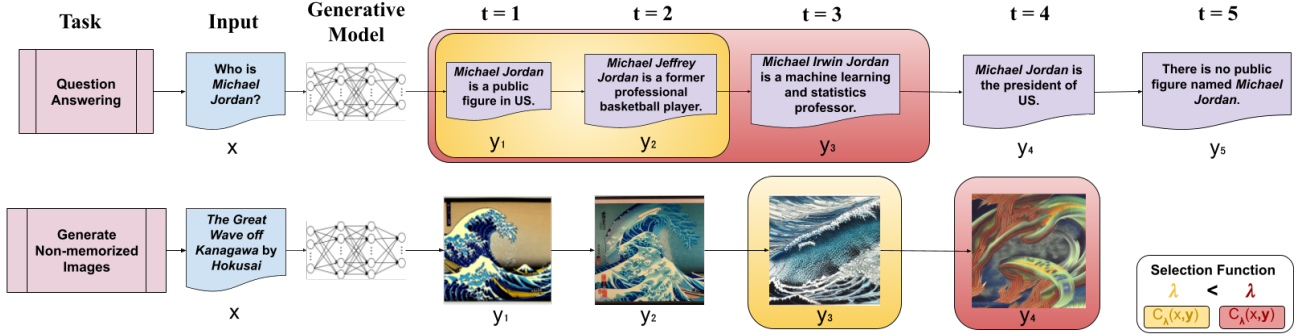 Task
Input
Generative
Model
t = 1
t = 2
t = 3
t = 4
t = 5
Question
Answering
Who is
Michael
Jordan?
x
Michael Jordan
is a public
figure in US.
y1
Michael Jeffrey
Jordan is a former
professional
basketball player.
y2
Michael Irwin Jordan
is a machine learning
and statistics
professor.
y3
Michael Jordan is
the president of
US.
y4
There is no public
figure named Michael
Jordan.
y5
Generate
Non-memorized
Images
The Great
Wave off
Kanagawa by
Hokusai
x
y1
y2
y3
y4
Selection Function
λ < λ
Cλ(x,y) Cλ(x,y)